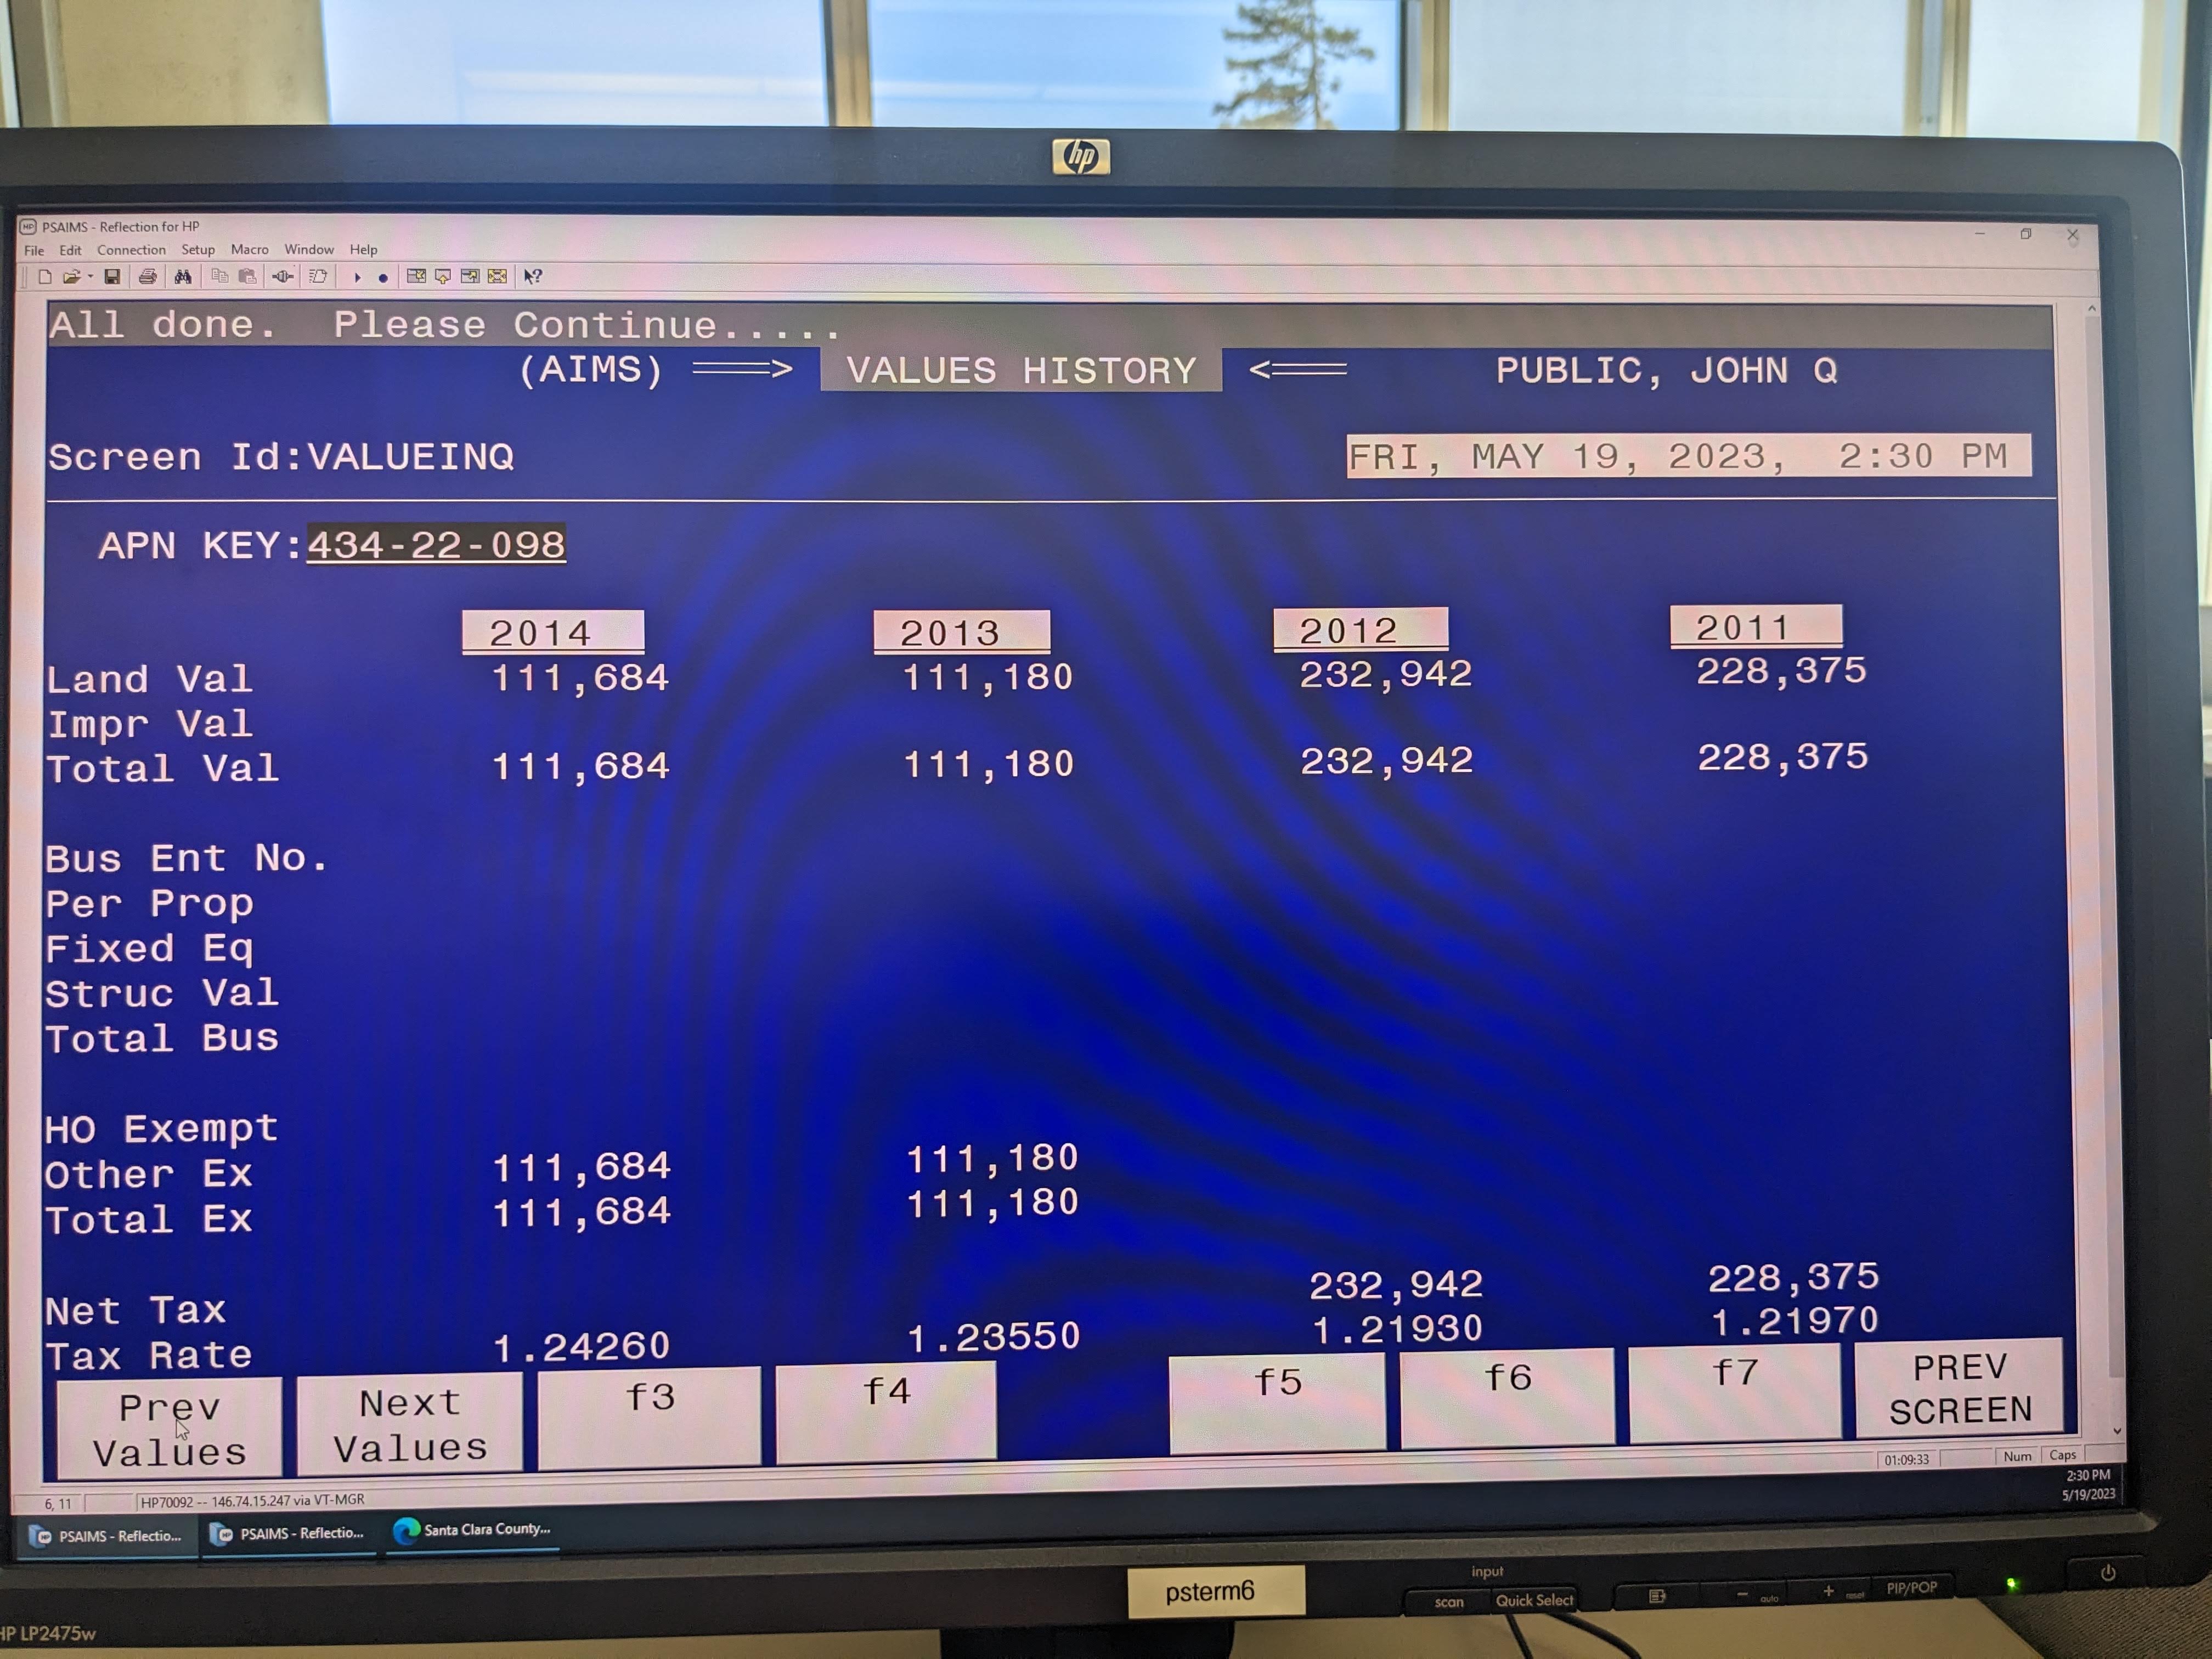 hp
PSAIMS - Reflection for HP
File Edit Connection Setup Macro Window Help
All done. Please Continue.....
(AIMS) ===> VALUES HISTORY <=== PUBLIC, JOHN Q
Screen Id:VALUEINQ FRI, MAY 19, 2023, 2:30 PM
APN KEY:434-22-098
2014 2013 2012 2011
Land Val 111,684 111,180 232,942 228,375
Impr Val
Total Val 111,684 111,180 232,942 228,375
Bus Ent No.
Per Prop
Fixed Eq
Struc Val
Total Bus
HO Exempt
Other Ex 111,684 111,180
Total Ex 111,684 111,180
Net Tax 232,942 228,375
Tax Rate 1.24260 1.23550 1.21930 1.21970
Prev Values Next Values f3 f4 f5 f6 f7 PREV SCREEN
01:09:33 Num Caps
6, 11 HP70092 -- 146.74.15.247 via VT-MGR
2:30 PM
5/19/2023
PSAIMS - Reflectio... PSAIMS - Reflectio... Santa Clara County...
psterm6
input
scan Quick Select - auto + reset PIP/POP
HP LP2475w